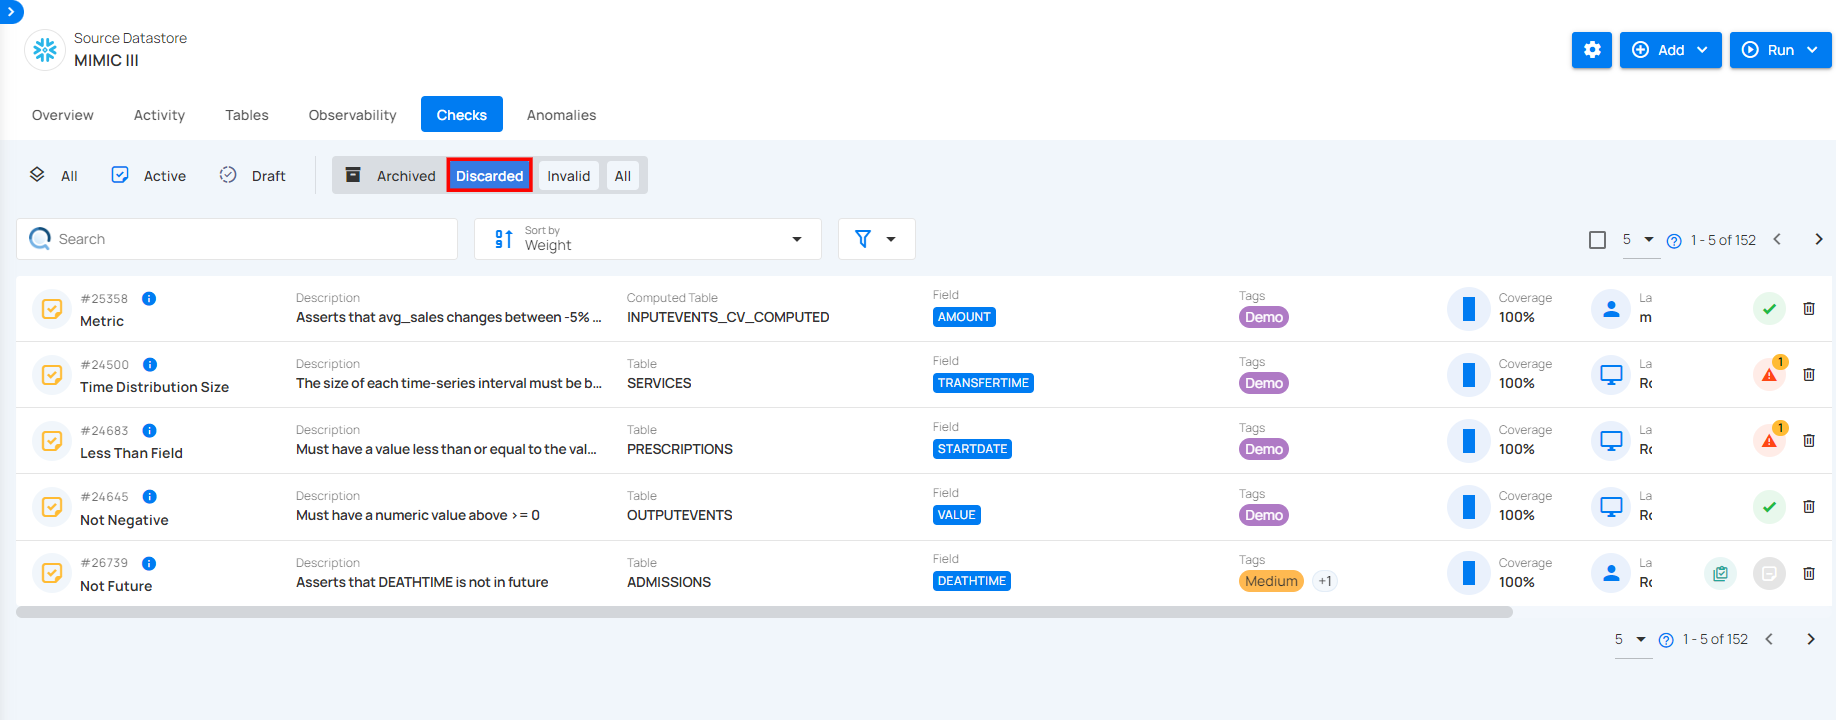 Source Datastore
MIMIC III
Add
Run
Overview
Activity
Tables
Observability
Checks
Anomalies
All
Active
Draft
Archived
Discarded
Invalid
All
Search
Sort by
Weight
5
1 - 5 of 152
#25358
Metric
Description
Asserts that avg_sales changes between -5% ...
Computed Table
INPUTEVENTS_CV_COMPUTED
Field
AMOUNT
Tags
Demo
Coverage
100%
La
m
#24500
Time Distribution Size
Description
The size of each time-series interval must be b...
Table
SERVICES
Field
TRANSFERTIME
Tags
Demo
Coverage
100%
La
Ro
1
#24683
Less Than Field
Description
Must have a value less than or equal to the val...
Table
PRESCRIPTIONS
Field
STARTDATE
Tags
Demo
Coverage
100%
La
Ro
1
#24645
Not Negative
Description
Must have a numeric value above >= 0
Table
OUTPUTEVENTS
Field
VALUE
Tags
Demo
Coverage
100%
La
Ro
#26739
Not Future
Description
Asserts that DEATHTIME is not in future
Table
ADMISSIONS
Field
DEATHTIME
Tags
Medium
+1
Coverage
100%
La
Ro
5
1 - 5 of 152